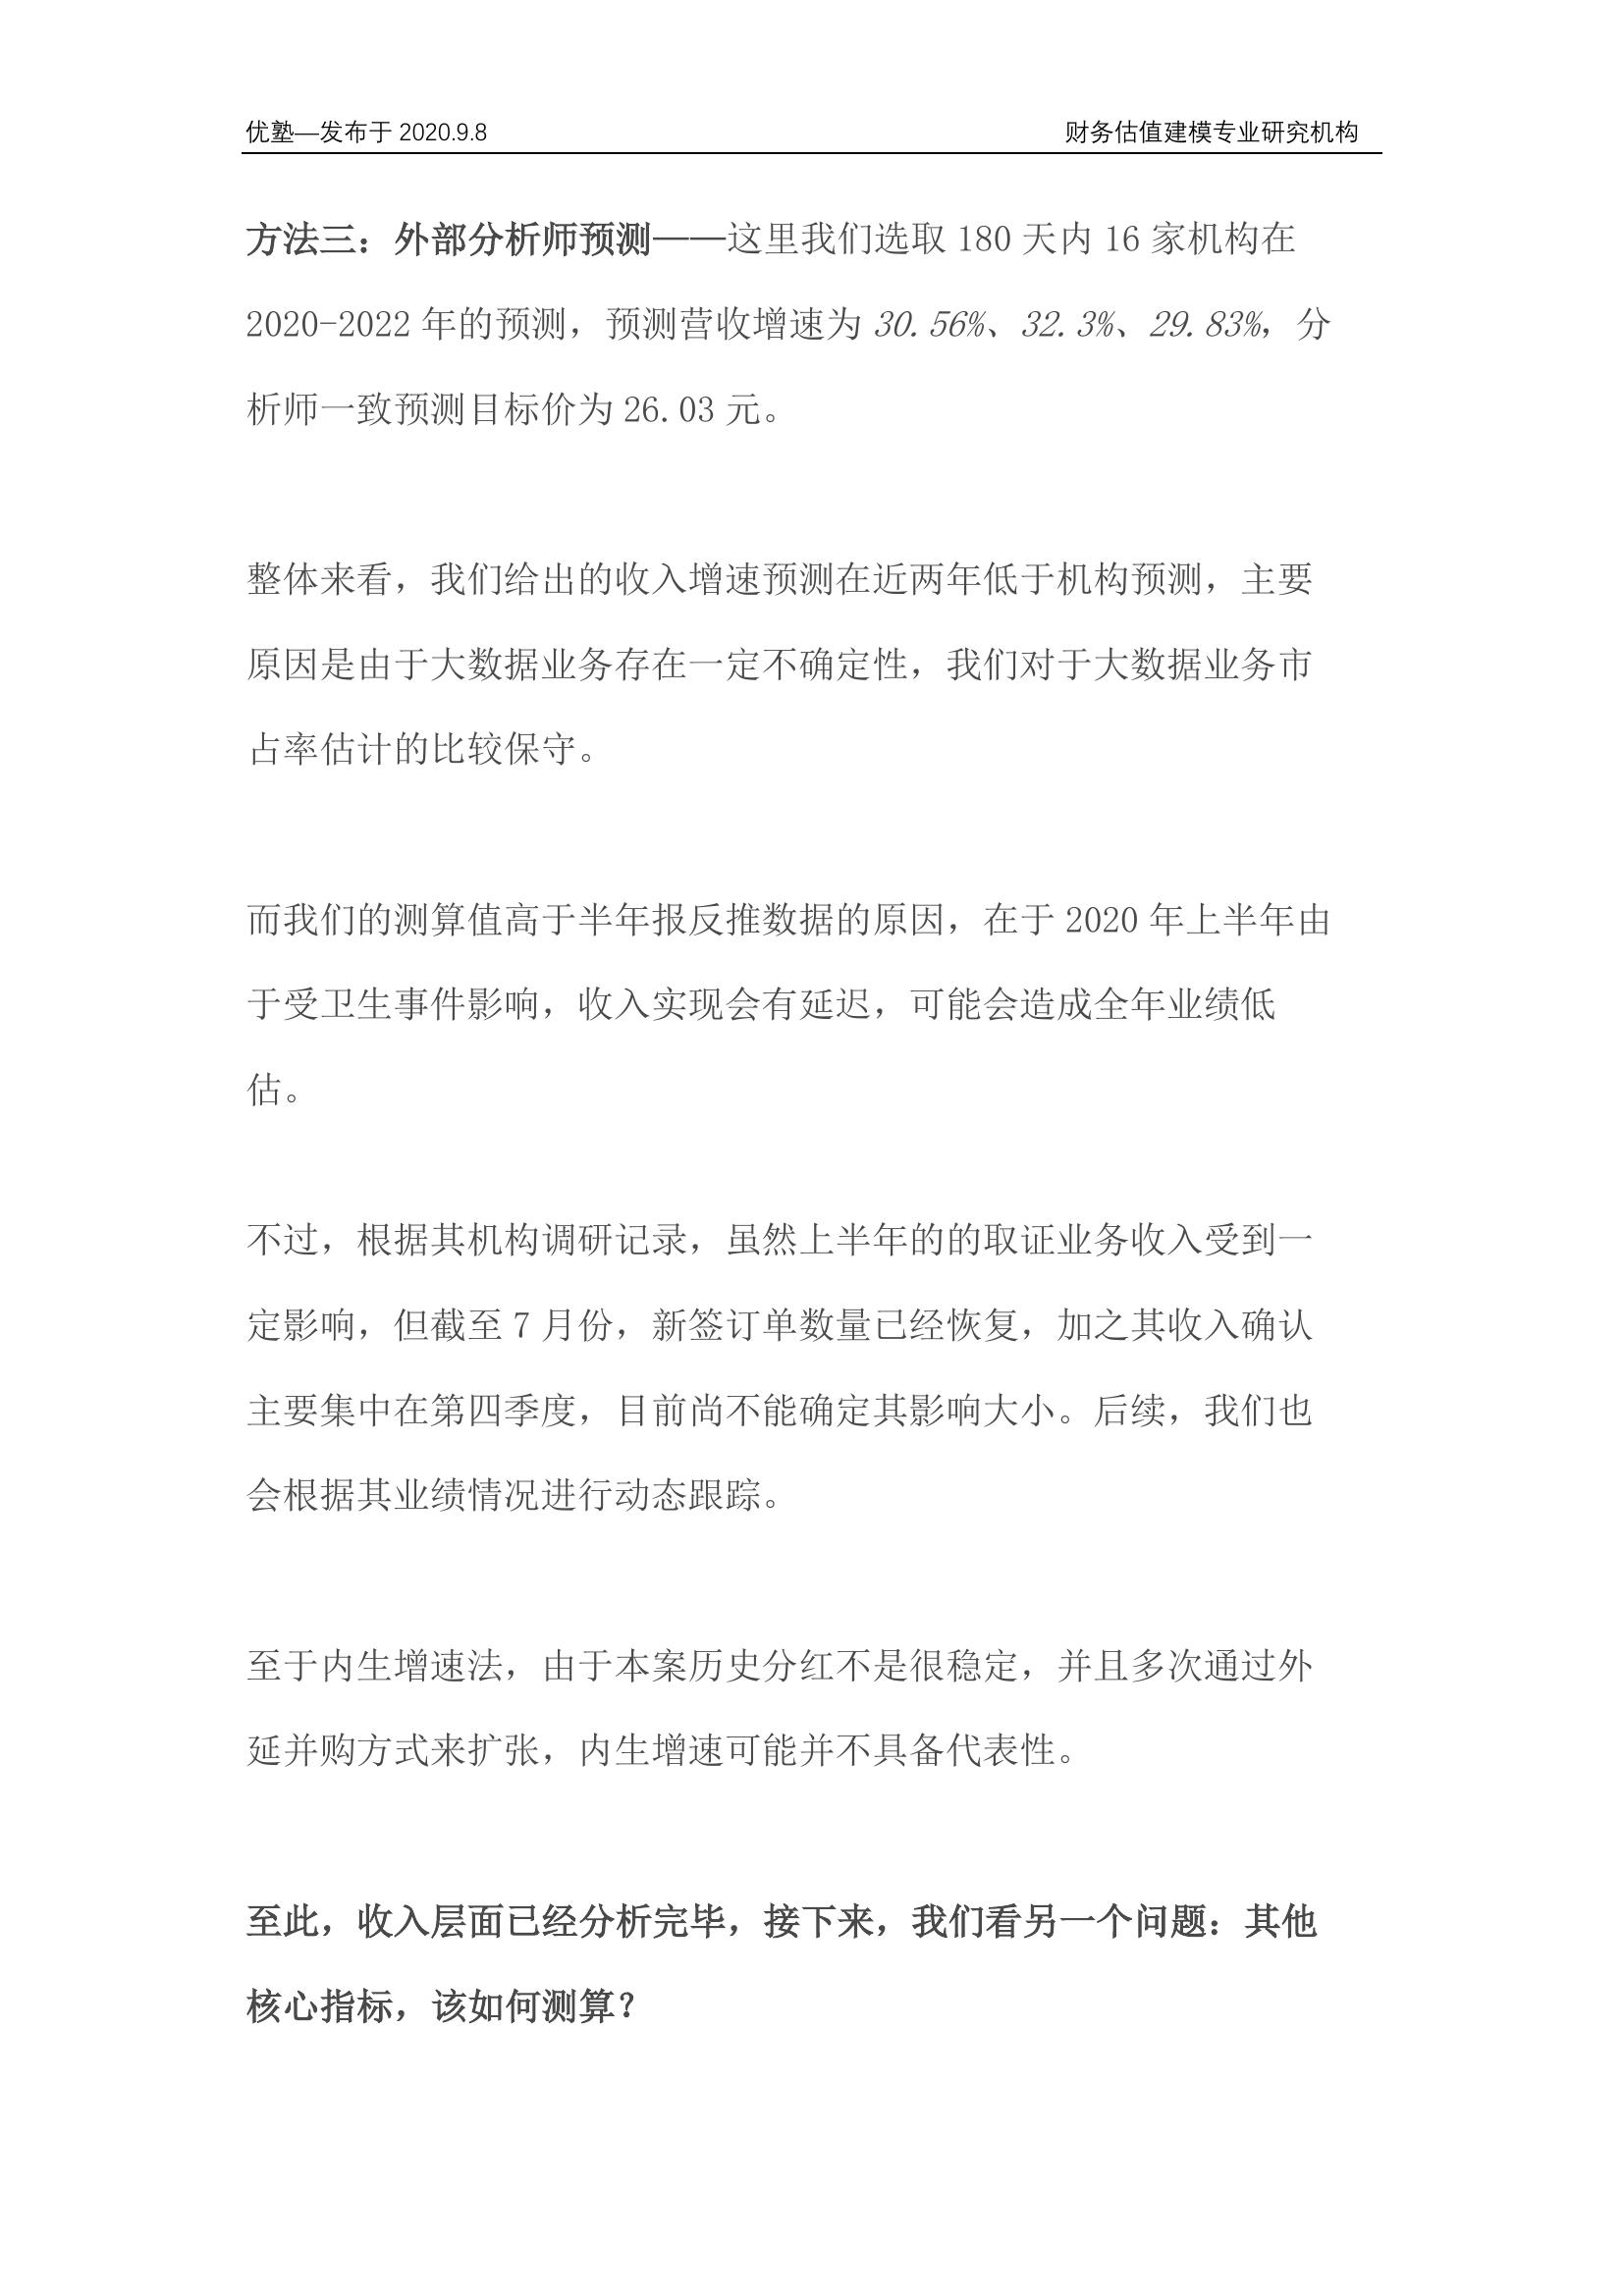 优塾—发布于 2020.9.8 财务估值建模专业研究机构
方法三：外部分析师预测——这里我们选取 180 天内 16 家机构在
2020-2022 年的预测，预测营收增速为 30.56%、32.3%、29.83%，分
析师一致预测目标价为 26.03 元。
整体来看，我们给出的收入增速预测在近两年低于机构预测，主要
原因是由于大数据业务存在一定不确定性，我们对于大数据业务市
占率估计的比较保守。
而我们的测算值高于半年报反推数据的原因，在于 2020 年上半年由
于受卫生事件影响，收入实现会有延迟，可能会造成全年业绩低
估。
不过，根据其机构调研记录，虽然上半年的的取证业务收入受到一
定影响，但截至 7 月份，新签订单数量已经恢复，加之其收入确认
主要集中在第四季度，目前尚不能确定其影响大小。后续，我们也
会根据其业绩情况进行动态跟踪。
至于内生增速法，由于本案历史分红不是很稳定，并且多次通过外
延并购方式来扩张，内生增速可能并不具备代表性。
至此，收入层面已经分析完毕，接下来，我们看另一个问题：其他
核心指标，该如何测算？